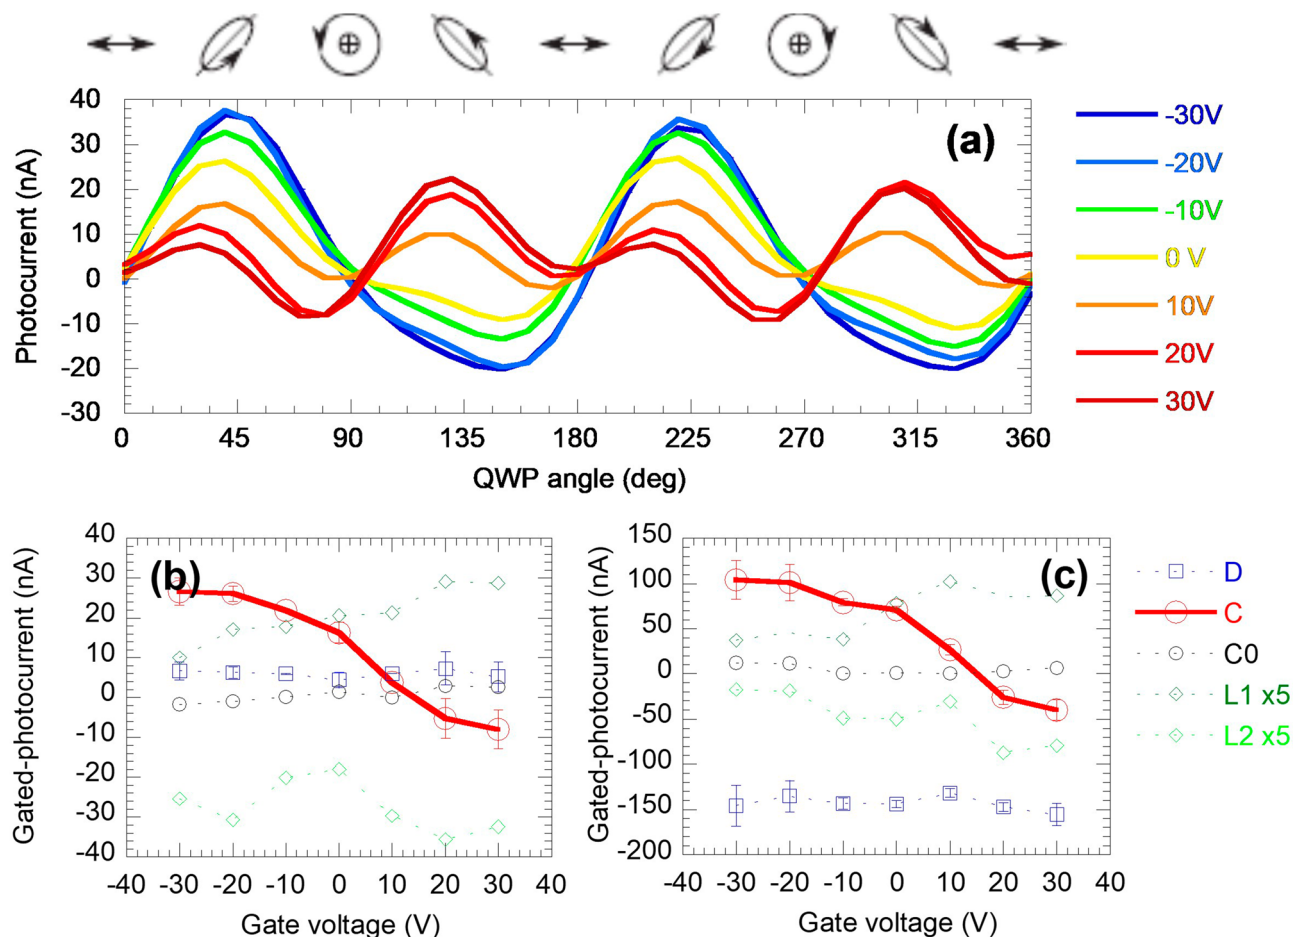 40
30
20
10
0
-10
-20
-30
Photocurrent (nA)
(a)
0 45 90 135 180 225 270 315 360
QWP angle (deg)
-30V
-20V
-10V
0 V
10V
20V
30V
40
30
20
10
0
-10
-20
-30
-40
Gated-photocurrent (nA)
(b)
-40 -30 -20 -10 0 10 20 30 40
Gate voltage (V)
150
100
50
0
-50
-100
-150
-200
Gated-photocurrent (nA)
(c)
-40 -30 -20 -10 0 10 20 30 40
Gate voltage (V)
D
C
C0
L1 x5
L2 x5